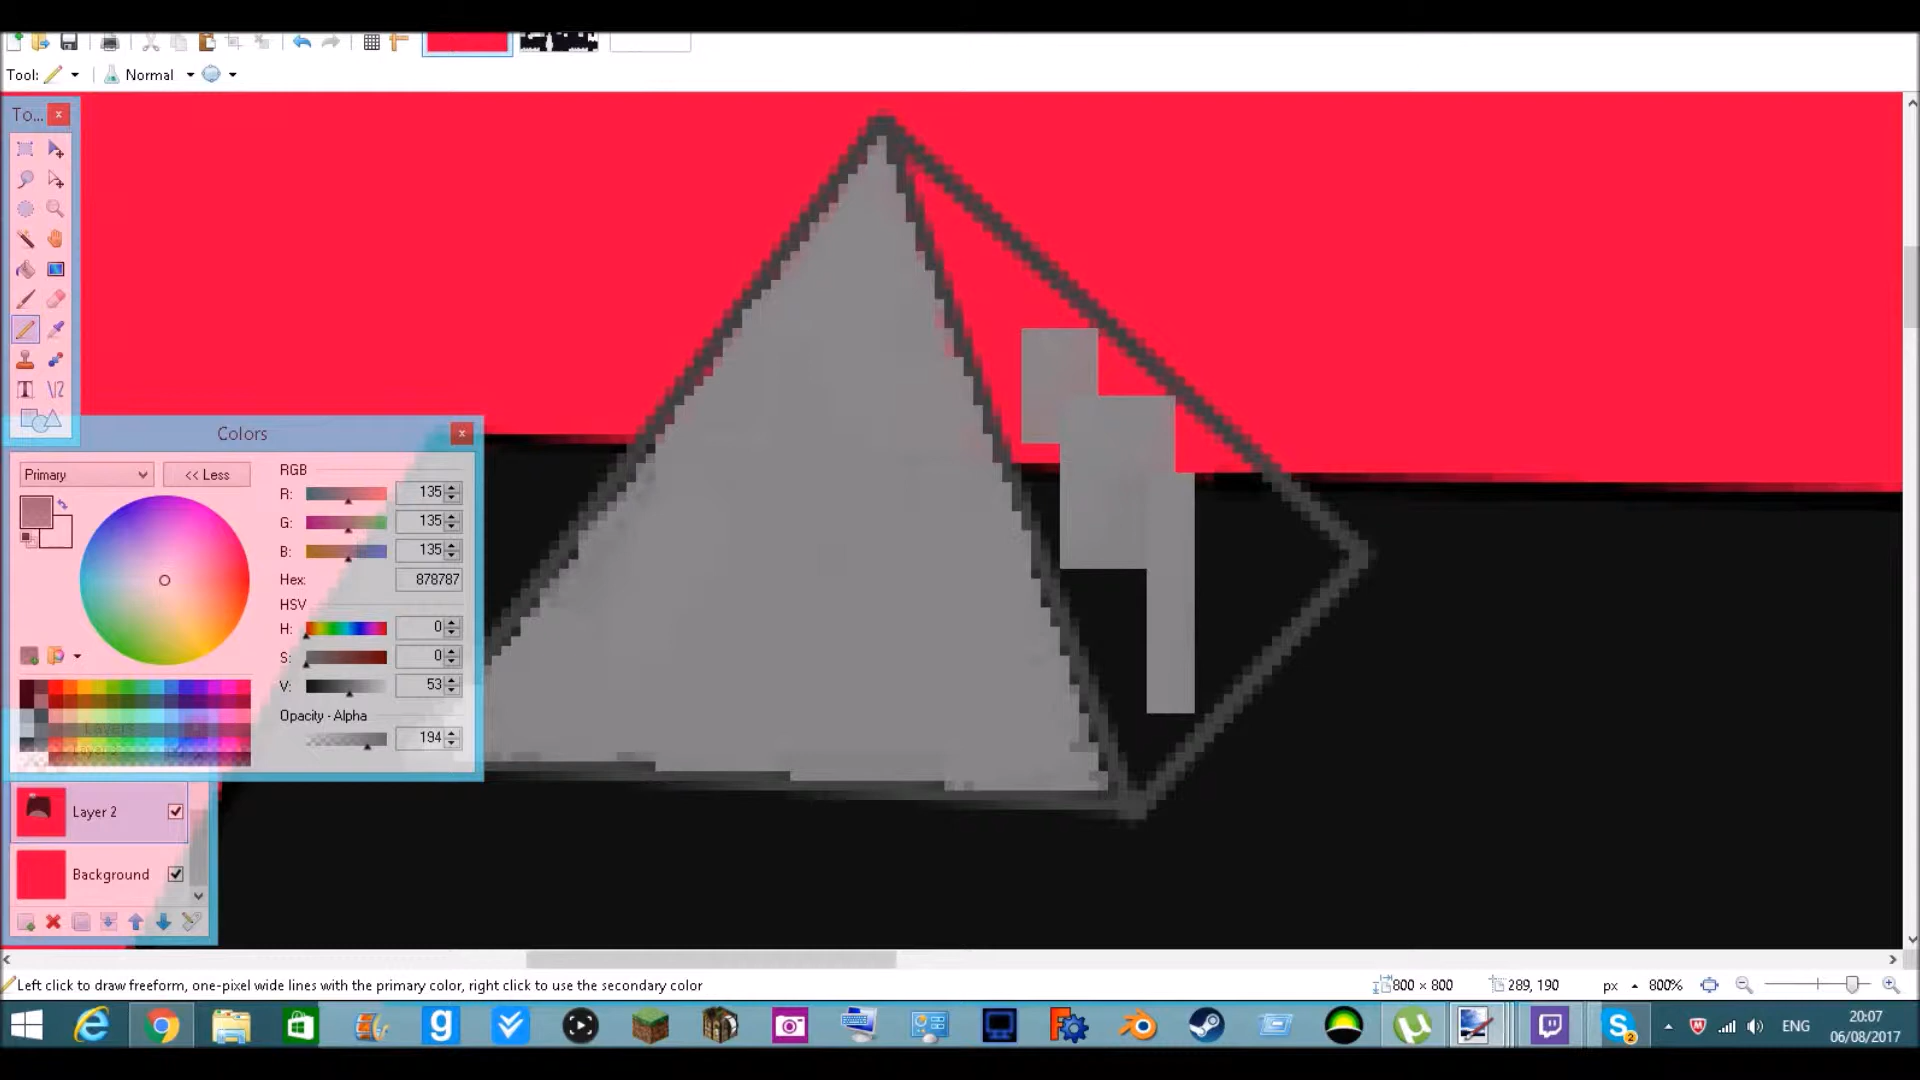 Tool:
Normal
To...
Colors
Primary
<< Less
RGB
R: 135
G: 135
B: 135
Hex: 878787
HSV
H: 0
S: 0
V: 53
Opacity - Alpha
194
Layers
Layer 2
Background
Left click to draw freeform, one-pixel wide lines with the primary color, right click to use the secondary color
800 × 800
289, 190
px
800%
ENG
20:07
06/08/2017
2